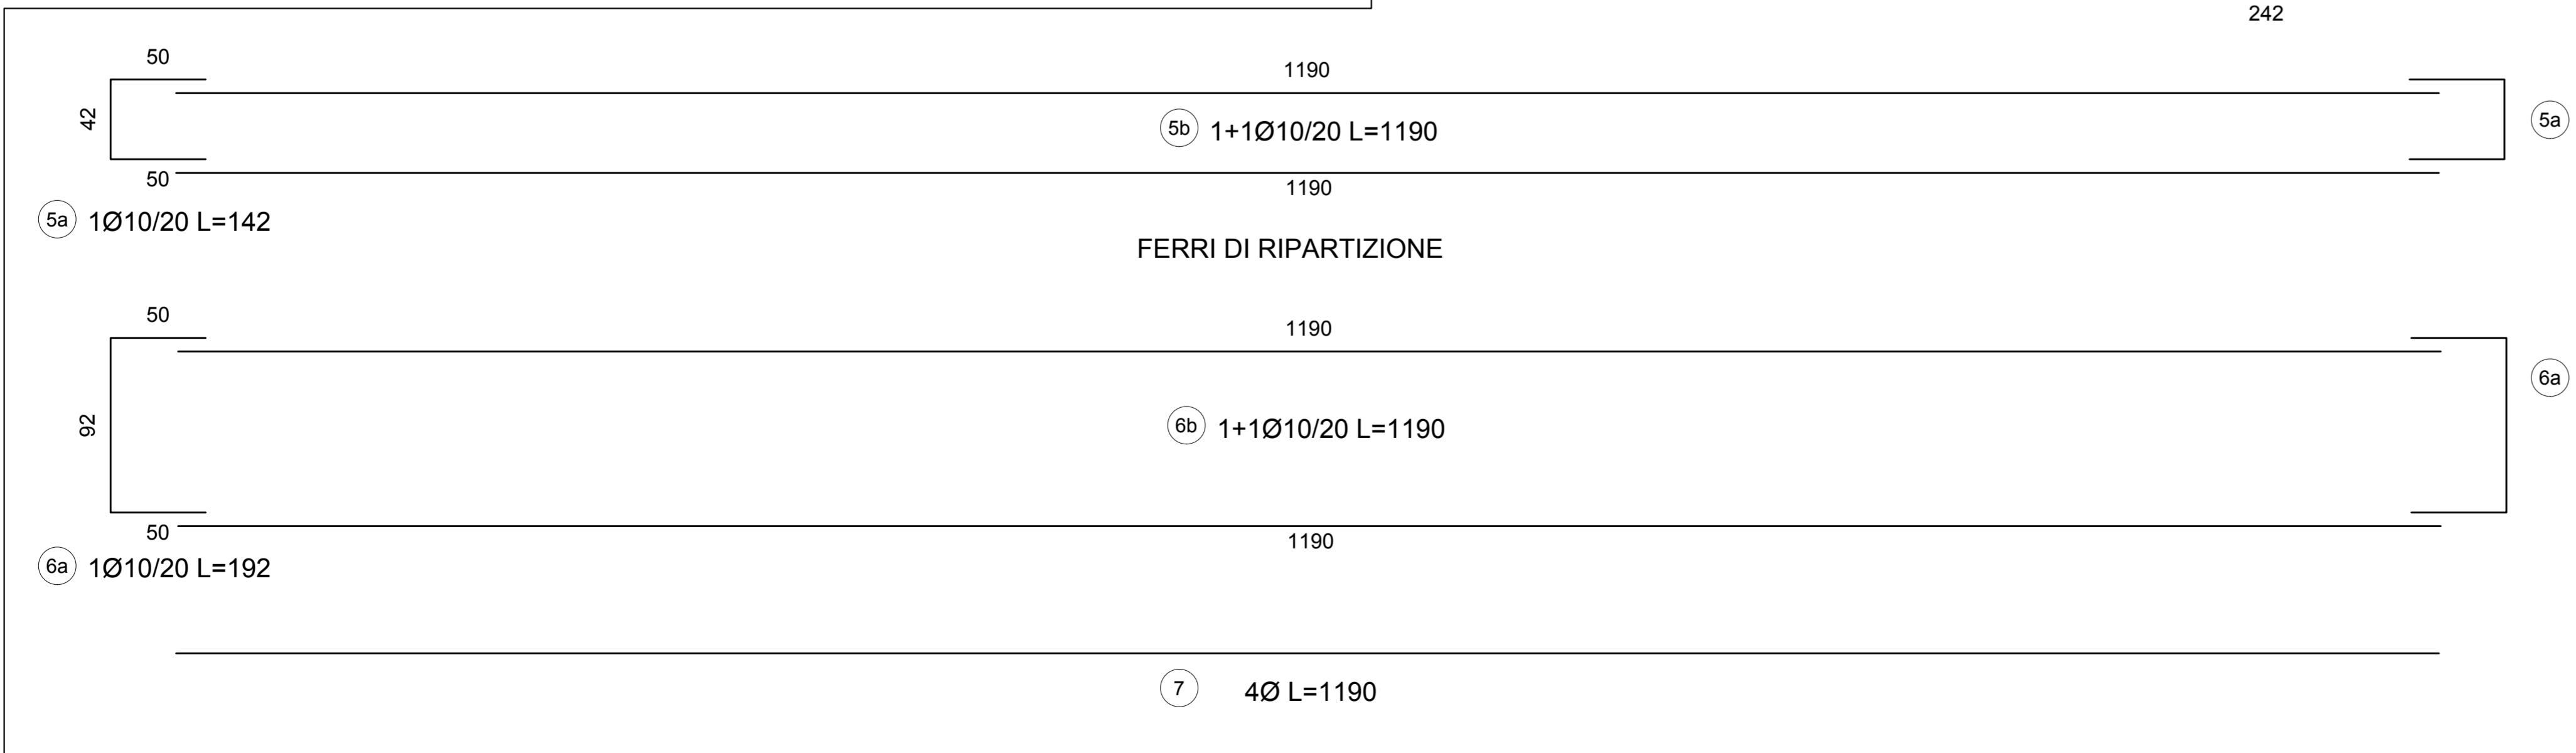 242
50
1190
42
5b 1+1Ø10/20 L=1190
5a
50
1190
5a 1Ø10/20 L=142
FERRI DI RIPARTIZIONE
50
1190
6a
92
6b 1+1Ø10/20 L=1190
50
1190
6a 1Ø10/20 L=192
7 4Ø L=1190